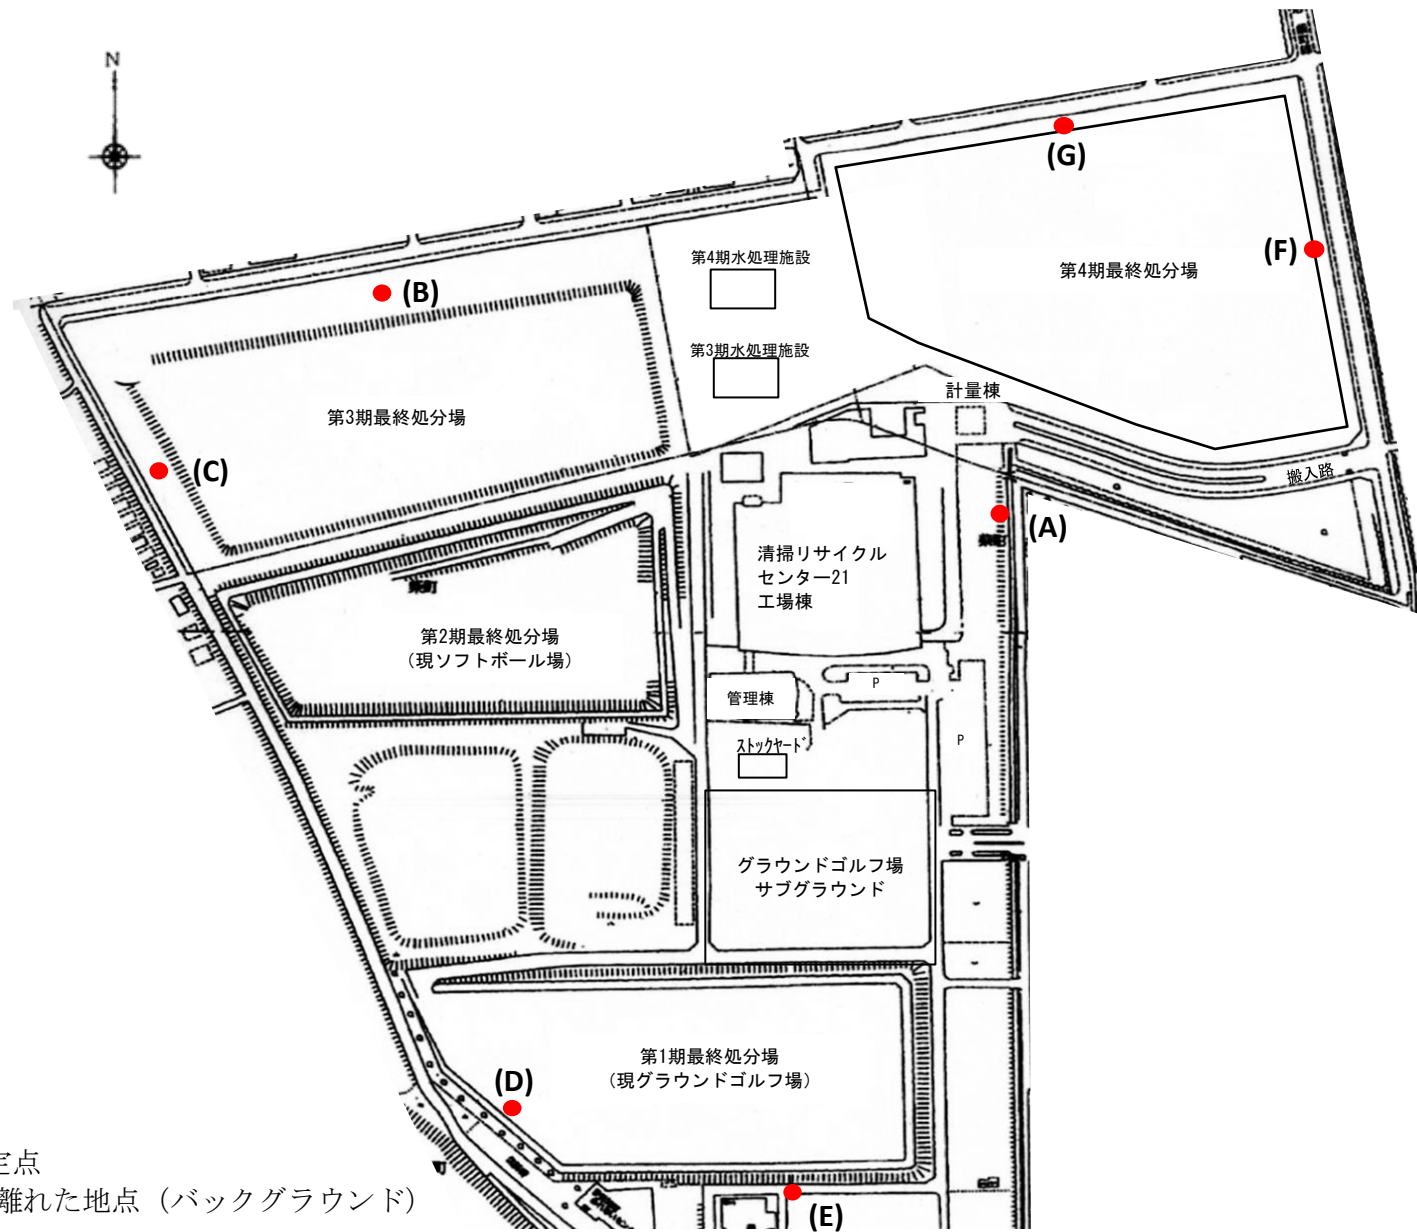 N
(G)
第4期水処理施設
(F)
第4期最終処分場
(B)
第3期水処理施設
計量棟
第3期最終処分場
(C)
搬入路
(A)
清掃リサイクル
センター21
工場棟
第2期最終処分場
（現ソフトボール場）
P
管理棟
P
ストックヤード
グラウンドゴルフ場
サブグラウンド
第1期最終処分場
（現グラウンドゴルフ場）
(D)
定点
離れた地点（バックグラウンド）
(E)